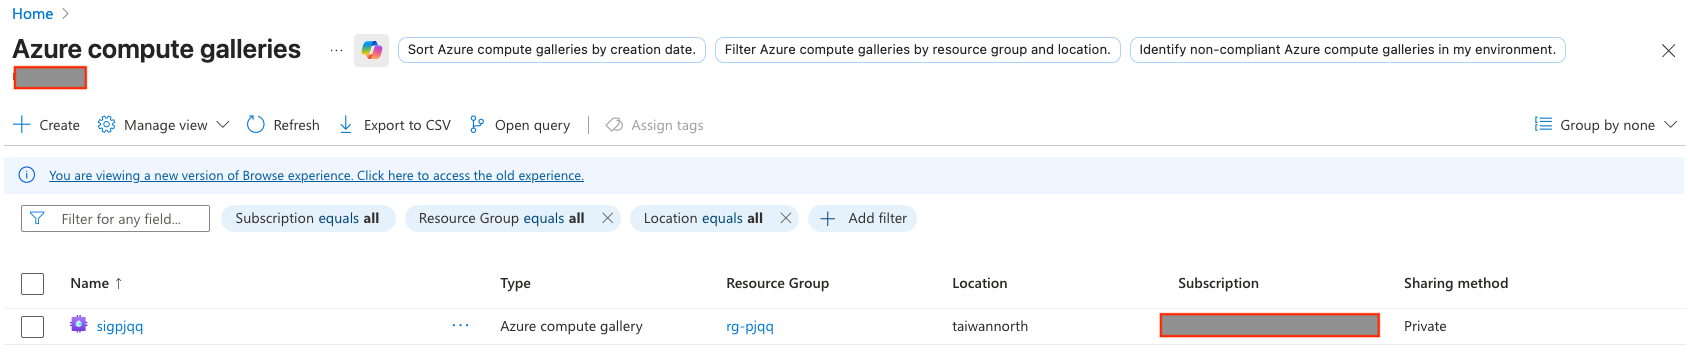 Home
Azure compute galleries ... Sort Azure compute galleries by creation date. Filter Azure compute galleries by resource group and location. Identify non-compliant Azure compute galleries in my environment.
Create Manage view Refresh Export to CSV Open query Assign tags Group by none
You are viewing a new version of Browse experience. Click here to access the old experience.
Filter for any field... Subscription equals all Resource Group equals all Location equals all Add filter
Name ↑ Type Resource Group Location Subscription Sharing method
sigpjqq ... Azure compute gallery rg-pjqq taiwannorth Private